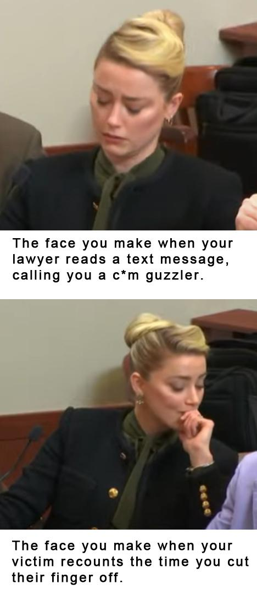 The face you make when your
lawyer reads a text message,
calling you a c*m guzzler.
The face you make when your
victim recounts the time you cut
their finger off.